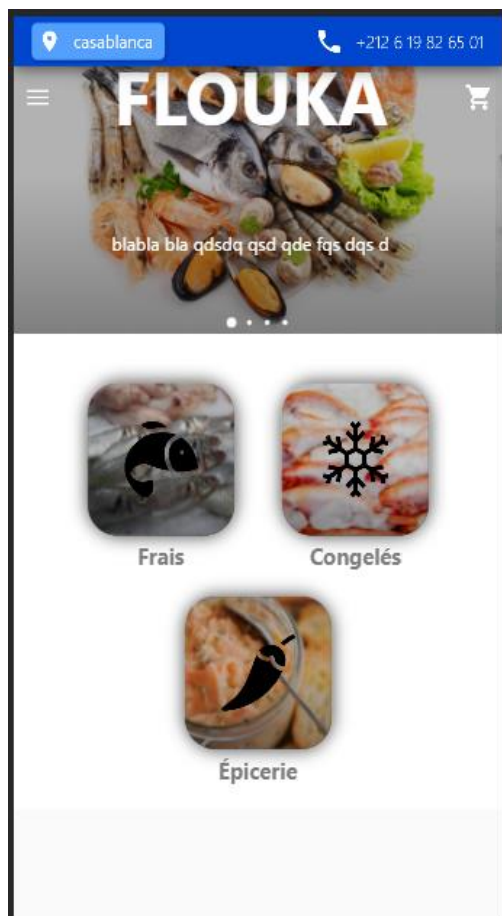 casablanca
+212 6 19 82 65 01
FLOUKA
blabla bla qdsdq qsd qde fqs dqs d
Frais
Congelés
Épicerie